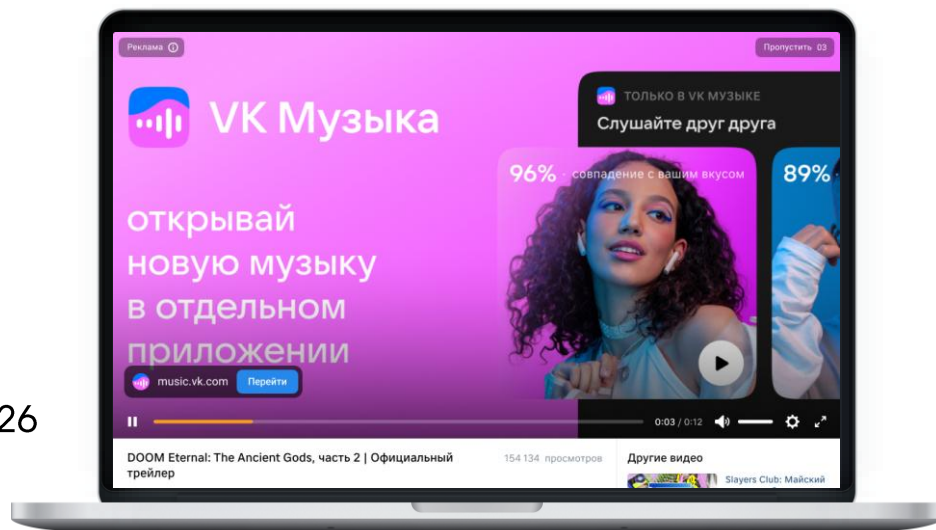 Реклама
Пропустить 03
VK Музыка
ТОЛЬКО В VK МУЗЫКЕ
Слушайте друг друга
96% · совпадение с вашим вкусом
89%
открывай
новую музыку
в отдельном
приложении
music.vk.com Перейти
26
0:03 / 0:12
DOOM Eternal: The Ancient Gods, часть 2 | Официальный
трейлер
154 134 просмотров
Другие видео
Slayers Club: Майский